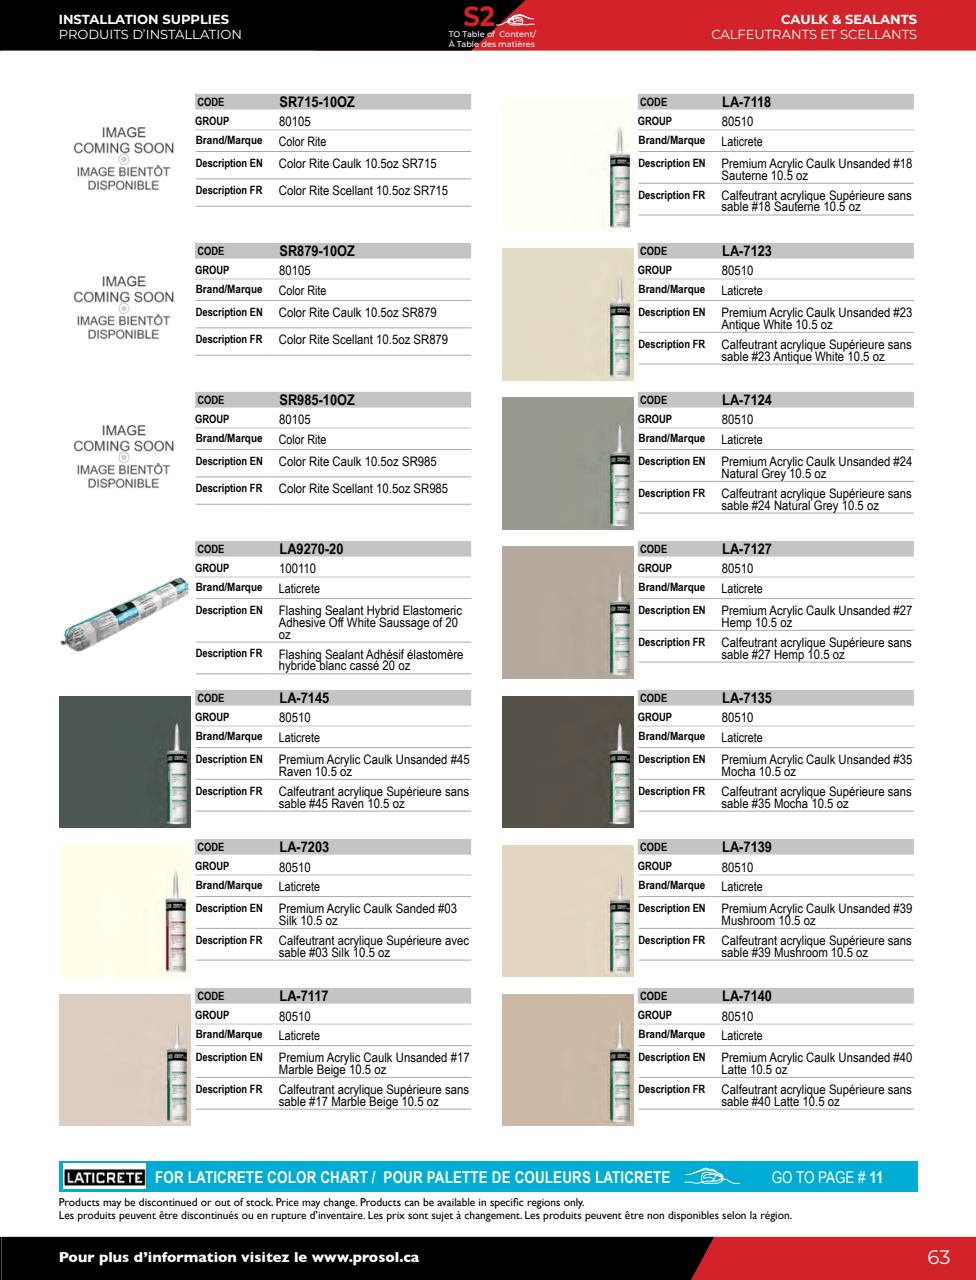 INSTALLATION SUPPLIES
PRODUITS D'INSTALLATION
S2
TO Table of Content/
À Table des matières
CAULK & SEALANTS
CALFEUTRANTS ET SCELLANTS
IMAGE
COMING SOON
IMAGE BIENTÔT
DISPONIBLE
CODE SR715-10OZ
GROUP 80105
Brand/Marque Color Rite
Description EN Color Rite Caulk 10.5oz SR715
Description FR Color Rite Scellant 10.5oz SR715
IMAGE
COMING SOON
IMAGE BIENTÔT
DISPONIBLE
CODE SR879-10OZ
GROUP 80105
Brand/Marque Color Rite
Description EN Color Rite Caulk 10.5oz SR879
Description FR Color Rite Scellant 10.5oz SR879
IMAGE
COMING SOON
IMAGE BIENTÔT
DISPONIBLE
CODE SR985-10OZ
GROUP 80105
Brand/Marque Color Rite
Description EN Color Rite Caulk 10.5oz SR985
Description FR Color Rite Scellant 10.5oz SR985
CODE LA9270-20
GROUP 100110
Brand/Marque Laticrete
Description EN Flashing Sealant Hybrid Elastomeric
Adhesive Off White Saussage of 20
oz
Description FR Flashing Sealant Adhésif élastomère
hybride blanc cassé 20 oz
CODE LA-7145
GROUP 80510
Brand/Marque Laticrete
Description EN Premium Acrylic Caulk Unsanded #45
Raven 10.5 oz
Description FR Calfeutrant acrylique Supérieure sans
sable #45 Raven 10.5 oz
CODE LA-7203
GROUP 80510
Brand/Marque Laticrete
Description EN Premium Acrylic Caulk Sanded #03
Silk 10.5 oz
Description FR Calfeutrant acrylique Supérieure avec
sable #03 Silk 10.5 oz
CODE LA-7117
GROUP 80510
Brand/Marque Laticrete
Description EN Premium Acrylic Caulk Unsanded #17
Marble Beige 10.5 oz
Description FR Calfeutrant acrylique Supérieure sans
sable #17 Marble Beige 10.5 oz
CODE LA-7118
GROUP 80510
Brand/Marque Laticrete
Description EN Premium Acrylic Caulk Unsanded #18
Sauterne 10.5 oz
Description FR Calfeutrant acrylique Supérieure sans
sable #18 Sauterne 10.5 oz
CODE LA-7123
GROUP 80510
Brand/Marque Laticrete
Description EN Premium Acrylic Caulk Unsanded #23
Antique White 10.5 oz
Description FR Calfeutrant acrylique Supérieure sans
sable #23 Antique White 10.5 oz
CODE LA-7124
GROUP 80510
Brand/Marque Laticrete
Description EN Premium Acrylic Caulk Unsanded #24
Natural Grey 10.5 oz
Description FR Calfeutrant acrylique Supérieure sans
sable #24 Natural Grey 10.5 oz
CODE LA-7127
GROUP 80510
Brand/Marque Laticrete
Description EN Premium Acrylic Caulk Unsanded #27
Hemp 10.5 oz
Description FR Calfeutrant acrylique Supérieure sans
sable #27 Hemp 10.5 oz
CODE LA-7135
GROUP 80510
Brand/Marque Laticrete
Description EN Premium Acrylic Caulk Unsanded #35
Mocha 10.5 oz
Description FR Calfeutrant acrylique Supérieure sans
sable #35 Mocha 10.5 oz
CODE LA-7139
GROUP 80510
Brand/Marque Laticrete
Description EN Premium Acrylic Caulk Unsanded #39
Mushroom 10.5 oz
Description FR Calfeutrant acrylique Supérieure sans
sable #39 Mushroom 10.5 oz
CODE LA-7140
GROUP 80510
Brand/Marque Laticrete
Description EN Premium Acrylic Caulk Unsanded #40
Latte 10.5 oz
Description FR Calfeutrant acrylique Supérieure sans
sable #40 Latte 10.5 oz
LATICRETE FOR LATICRETE COLOR CHART / POUR PALETTE DE COULEURS LATICRETE GO TO PAGE # 11
Products may be discontinued or out of stock. Price may change. Products can be available in specific regions only.
Les produits peuvent être discontinués ou en rupture d'inventaire. Les prix sont sujet à changement. Les produits peuvent être non disponibles selon la région.
Pour plus d'information visitez le www.prosol.ca
63